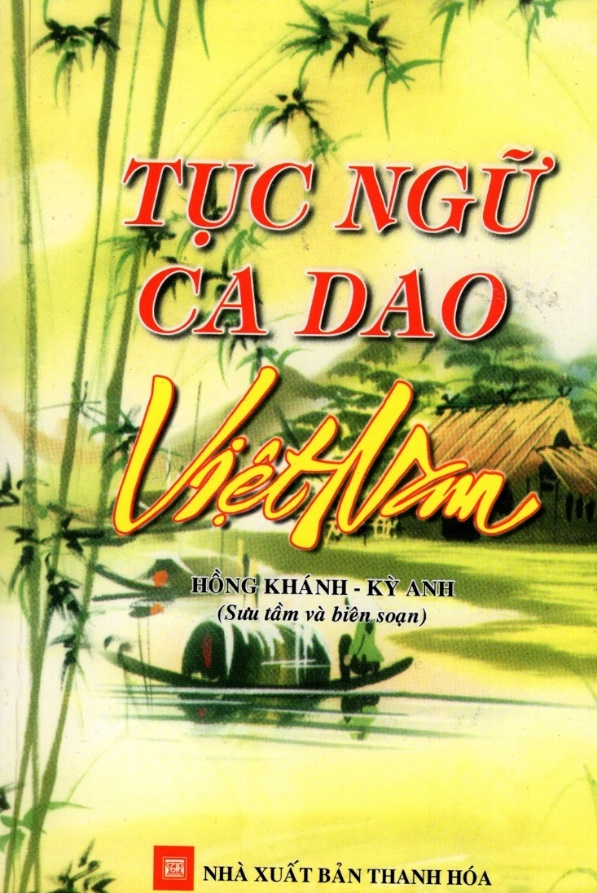 TỤC NGỮ
CA DAO
Việt Nam
HỒNG KHÁNH - KỲ ANH
(Sưu tầm và biên soạn)
NHÀ XUẤT BẢN THANH HÓA